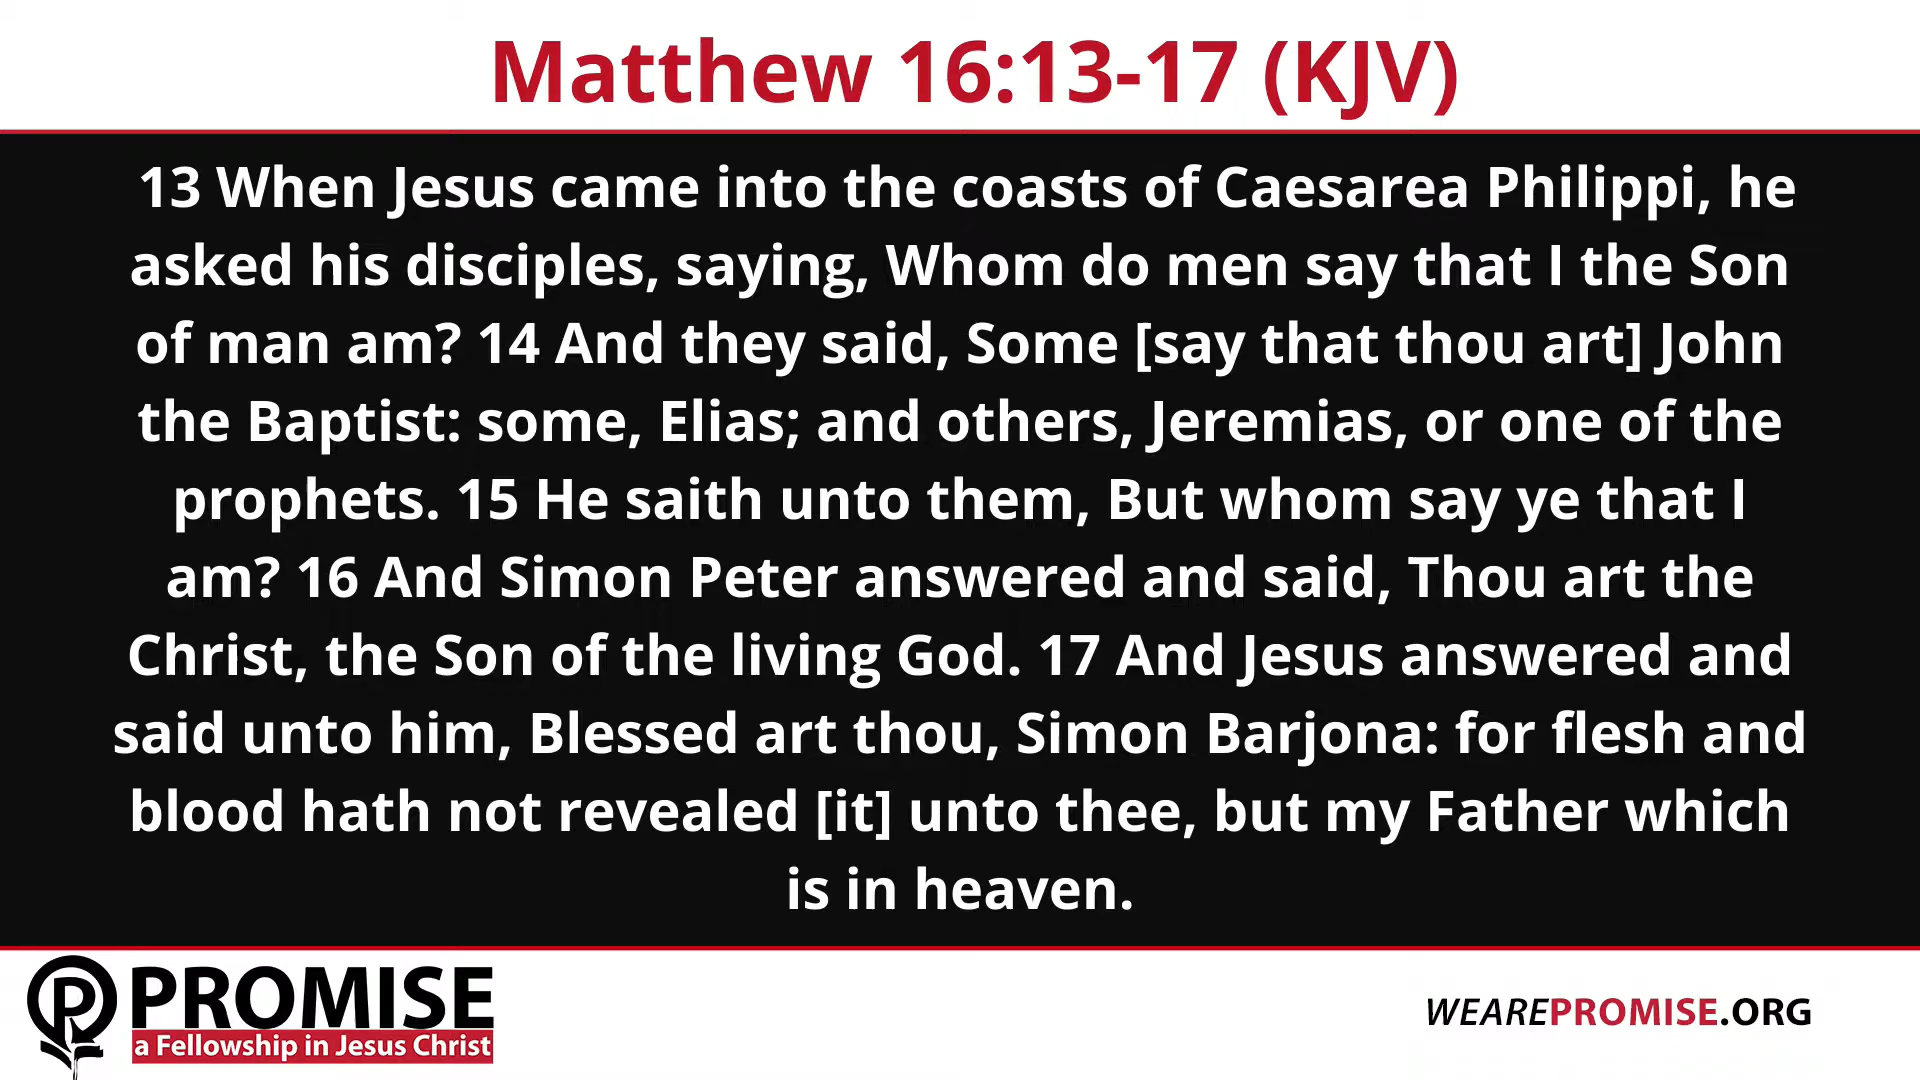 Matthew 16:13-17 (KJV)
13 When Jesus came into the coasts of Caesarea Philippi, he
asked his disciples, saying, Whom do men say that I the Son
of man am? 14 And they said, Some [say that thou art] John
the Baptist: some, Elias; and others, Jeremias, or one of the
prophets. 15 He saith unto them, But whom say ye that I
am? 16 And Simon Peter answered and said, Thou art the
Christ, the Son of the living God. 17 And Jesus answered and
said unto him, Blessed art thou, Simon Barjona: for flesh and
blood hath not revealed [it] unto thee, but my Father which
is in heaven.
PROMISE
a Fellowship in Jesus Christ
WEAREPROMISE.ORG